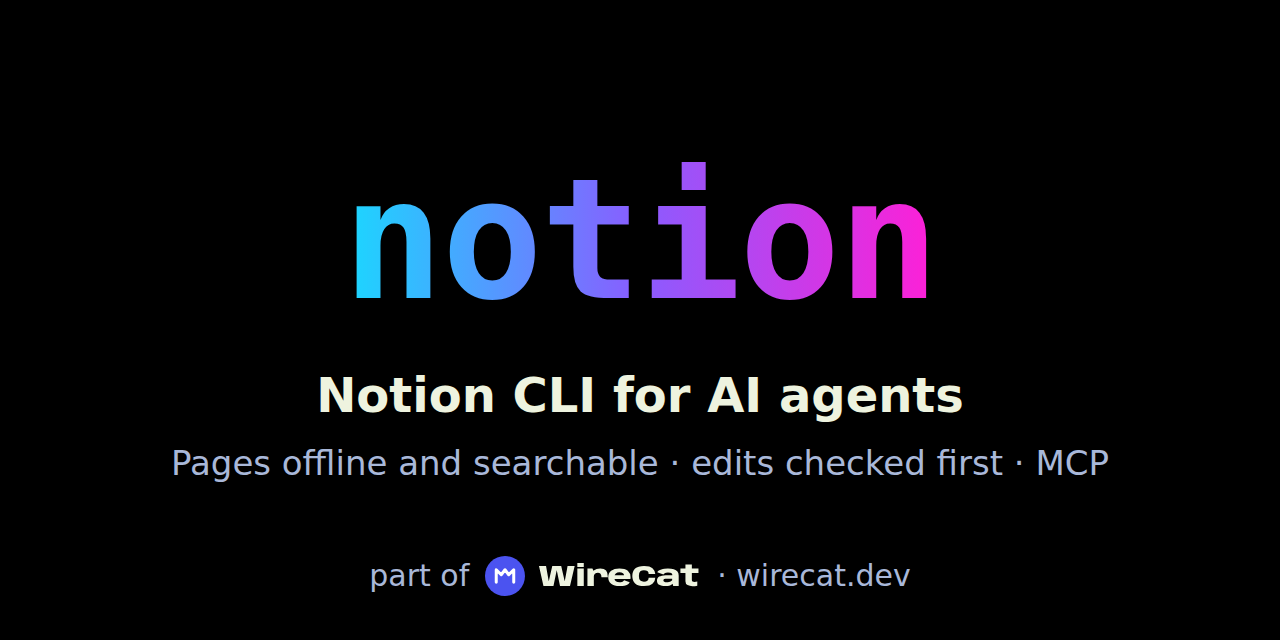 notion
Notion CLI for AI agents
Pages offline and searchable · edits checked first · MCP
part of wirecat · wirecat.dev